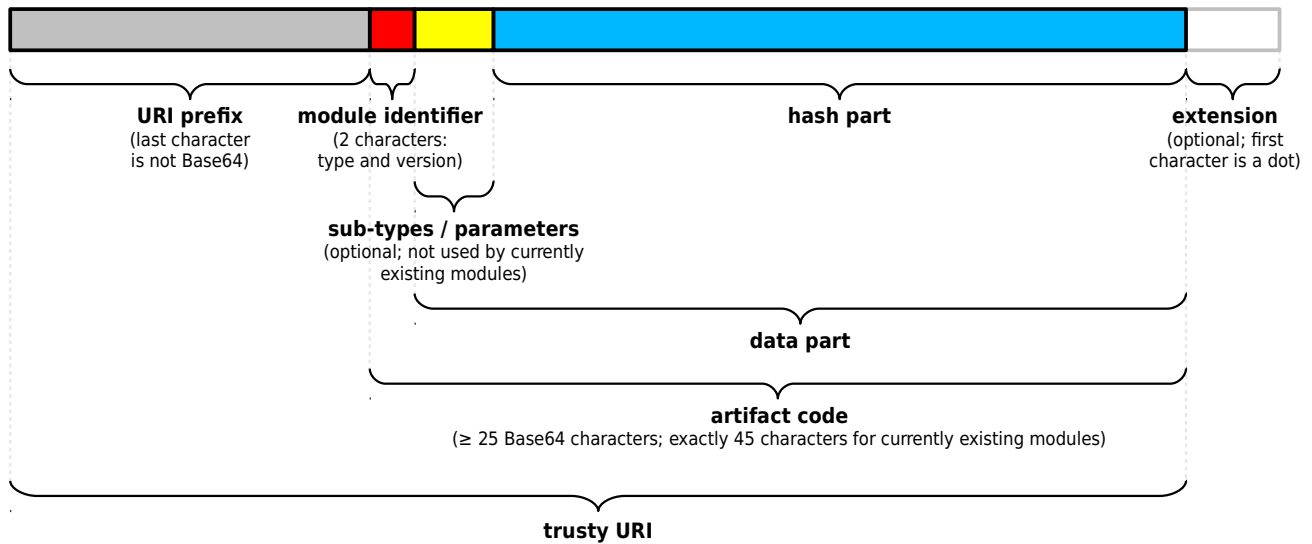 URI prefix
(last character
is not Base64)
module identifier
(2 characters:
type and version)
hash part
extension
(optional; first
character is a dot)
sub-types / parameters
(optional; not used by currently
existing modules)
data part
artifact code
(≥ 25 Base64 characters; exactly 45 characters for currently existing modules)
trusty URI